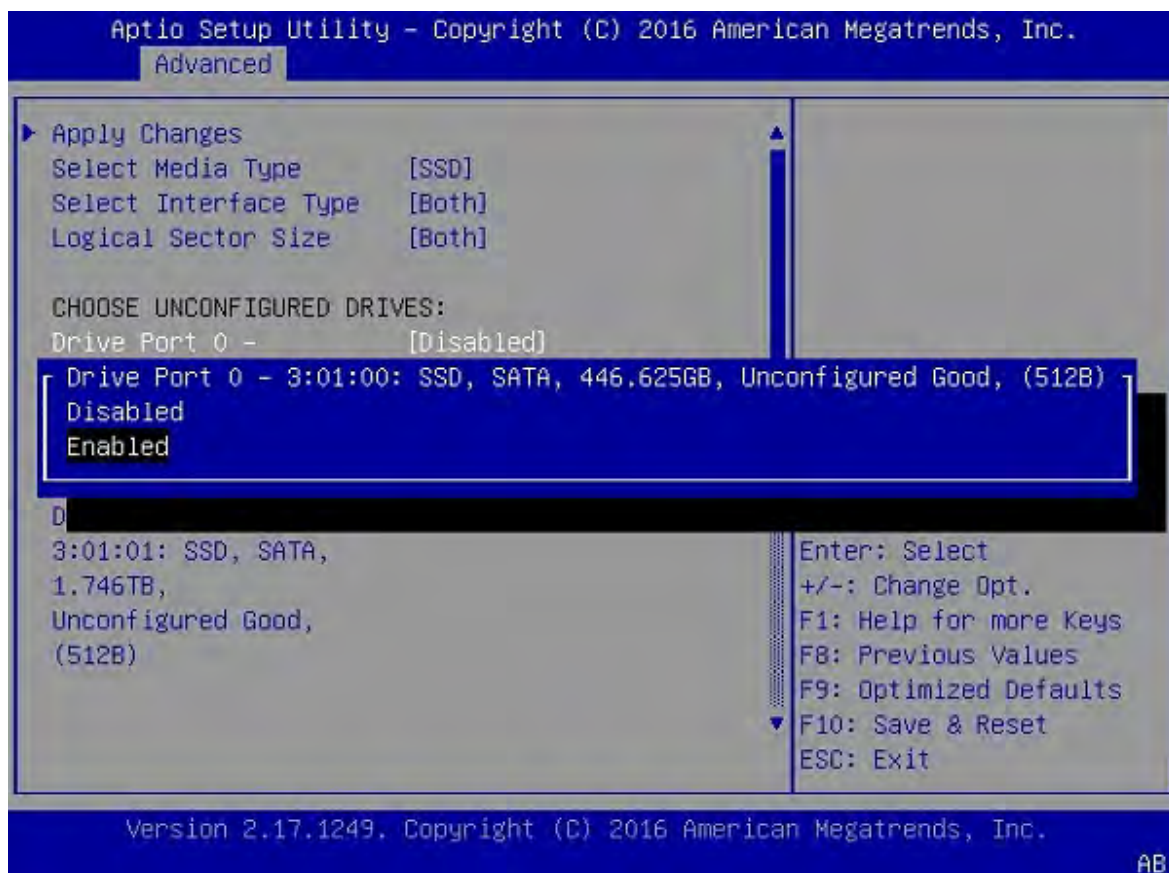 Aptio Setup Utility – Copyright (C) 2016 American Megatrends, Inc.
Advanced
Apply Changes
Select Media Type [SSD]
Select Interface Type [Both]
Logical Sector Size [Both]
CHOOSE UNCONFIGURED DRIVES:
Drive Port 0 – [Disabled]
Drive Port 0 – 3:01:00: SSD, SATA, 446.625GB, Unconfigured Good, (512B)
Disabled
Enabled
D
3:01:01: SSD, SATA,
1.746TB,
Unconfigured Good,
(512B)
Enter: Select
+/-: Change Opt.
F1: Help for more Keys
F8: Previous Values
F9: Optimized Defaults
F10: Save & Reset
ESC: Exit
Version 2.17.1249. Copyright (C) 2016 American Megatrends, Inc.
AB